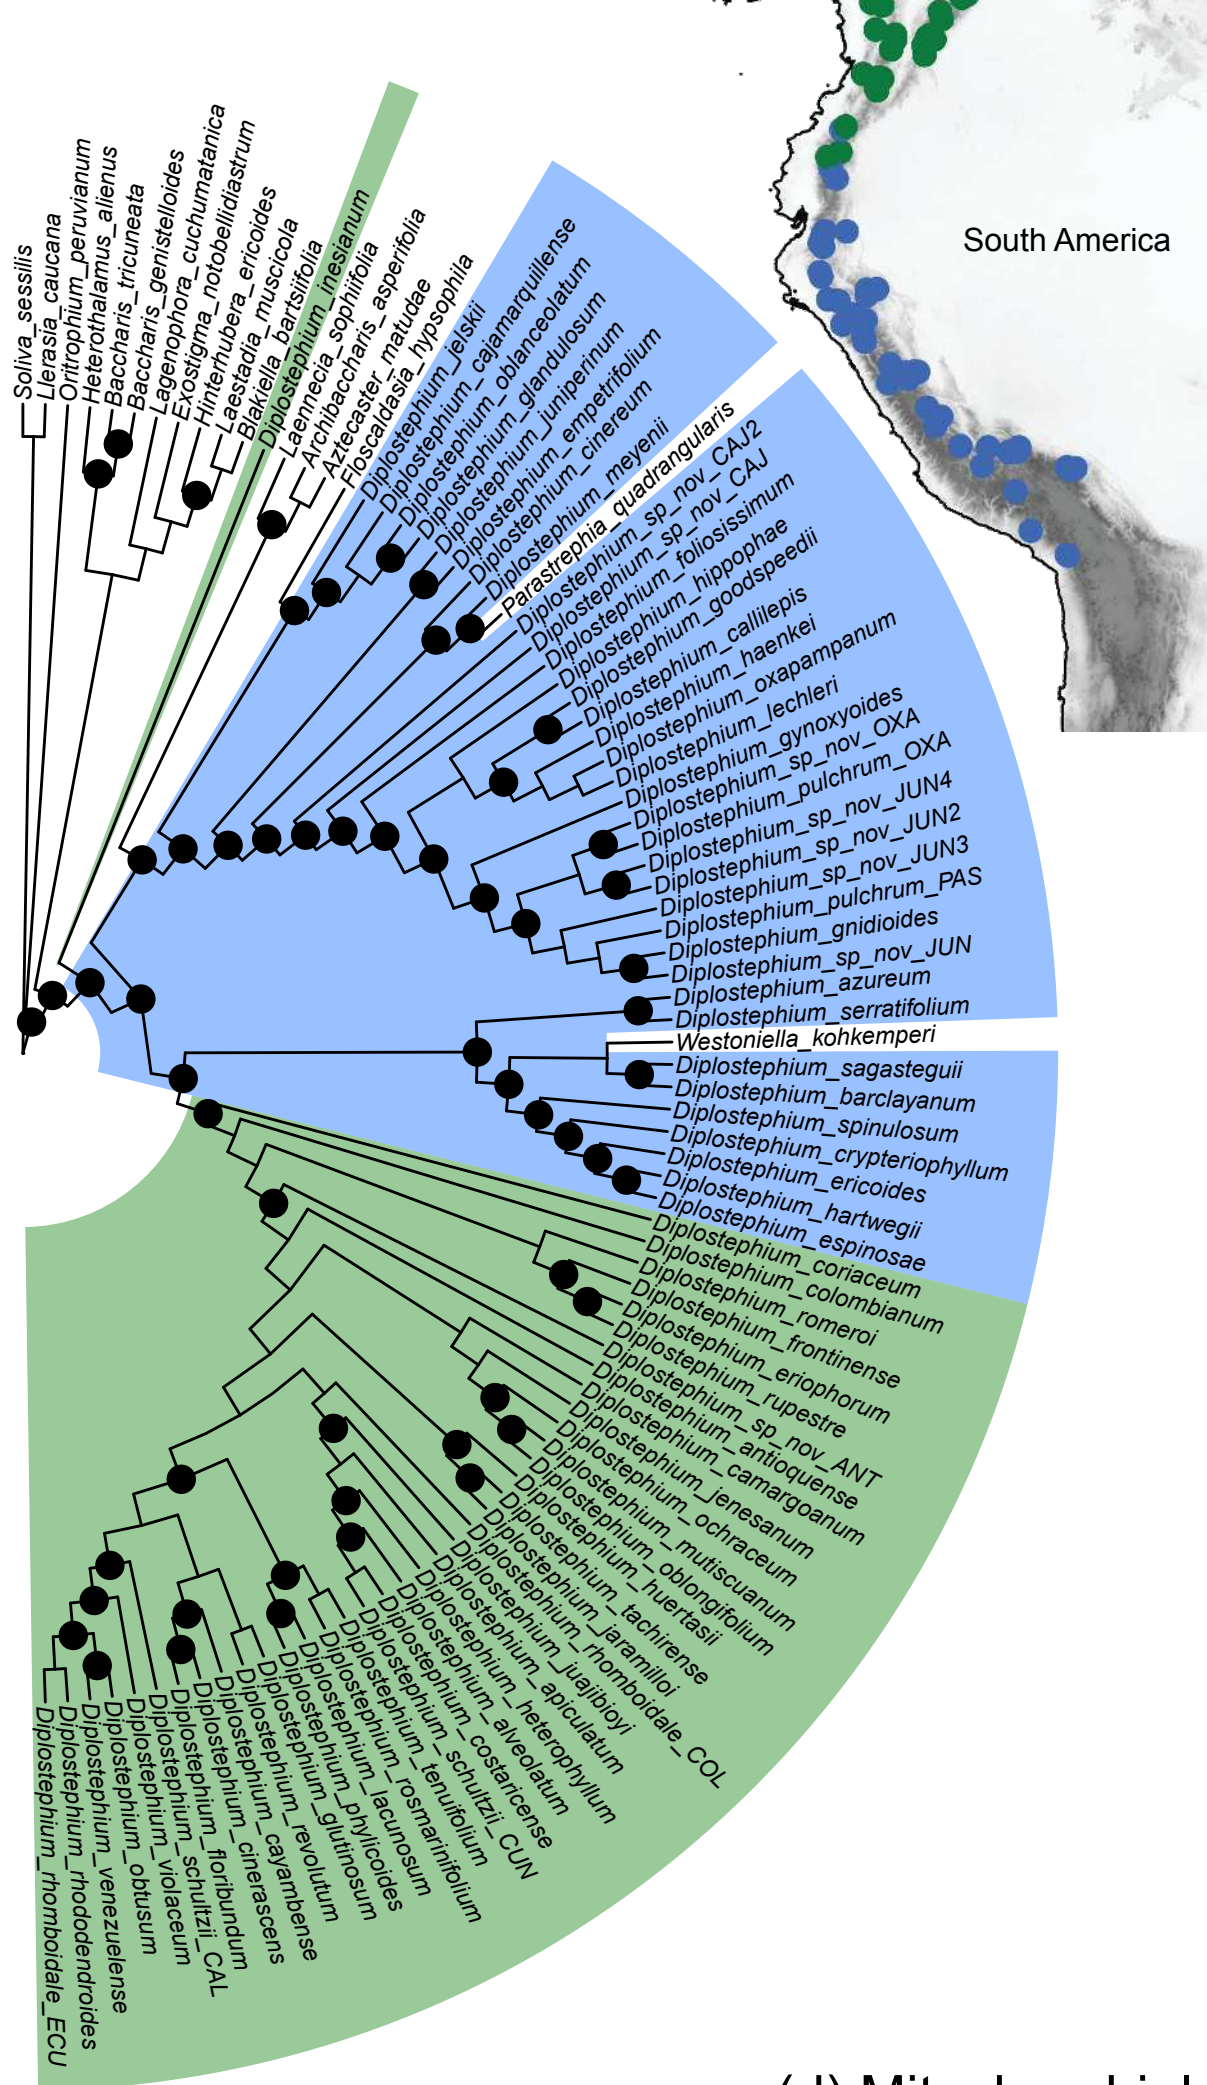 Soliva_sessilis
Llerasia_caucana
Oritrophium_peruvianum
Heterothalamus_alienus
Baccharis_tricuneata
Baccharis_genistelloides
Lagenophora_cuchumatanica
Exostigma_notobellidiastrum
Hinterhubera_ericoides
Laestadia_muscicola
Blakiella_bartsiifolia
Diplostephium_inesianum
Laennecia_sophiifolia
Archibaccharis_asperifolia
Aztecaster_matudae
Floscaldasia_hypsophila
Diplostephium_jelskii
Diplostephium_cajamarquillense
Diplostephium_oblanceolatum
Diplostephium_glandulosum
Diplostephium_juniperinum
Diplostephium_empetrifolium
Diplostephium_cinereum
Diplostephium_meyenii
Parastrephia_quadrangularis
Diplostephium_sp_nov_CAJ2
Diplostephium_sp_nov_CAJ
Diplostephium_foliosissimum
Diplostephium_hippophae
Diplostephium_goodspeedii
Diplostephium_callilepis
Diplostephium_haenkei
Diplostephium_oxapampanum
Diplostephium_lechleri
Diplostephium_gynoxyoides
Diplostephium_sp_nov_OXA
Diplostephium_pulchrum_OXA
Diplostephium_sp_nov_JUN4
Diplostephium_sp_nov_JUN2
Diplostephium_sp_nov_JUN3
Diplostephium_pulchrum_PAS
Diplostephium_gnidioides
Diplostephium_sp_nov_JUN
Diplostephium_azureum
Diplostephium_serratifolium
Westoniella_kohkemperi
Diplostephium_sagasteguii
Diplostephium_barclayanum
Diplostephium_spinulosum
Diplostephium_crypteriophyllum
Diplostephium_ericoides
Diplostephium_hartwegii
Diplostephium_espinosae
Diplostephium_coriaceum
Diplostephium_colombianum
Diplostephium_romeroi
Diplostephium_frontinense
Diplostephium_eriophorum
Diplostephium_rupestre
Diplostephium_sp_nov_ANT
Diplostephium_antioquense
Diplostephium_camargoanum
Diplostephium_jenesanum
Diplostephium_ochraceum
Diplostephium_mutiscuanum
Diplostephium_oblongifolium
Diplostephium_huertasii
Diplostephium_tachirense
Diplostephium_jaramilloi
Diplostephium_rhomboidale_COL
Diplostephium_juajibioyi
Diplostephium_apiculatum
Diplostephium_heterophyllum
Diplostephium_alveolatum
Diplostephium_costaricense
Diplostephium_schultzii_CUN
Diplostephium_tenuifolium
Diplostephium_rosmarinifolium
Diplostephium_lacunosum
Diplostephium_phylicoides
Diplostephium_glutinosum
Diplostephium_revolutum
Diplostephium_cayambense
Diplostephium_cinerascens
Diplostephium_floribundum
Diplostephium_schultzii_CAL
Diplostephium_violaceum
Diplostephium_obtusum
Diplostephium_venezuelense
Diplostephium_rhododendroides
Diplostephium_rhomboidale_ECU
South America